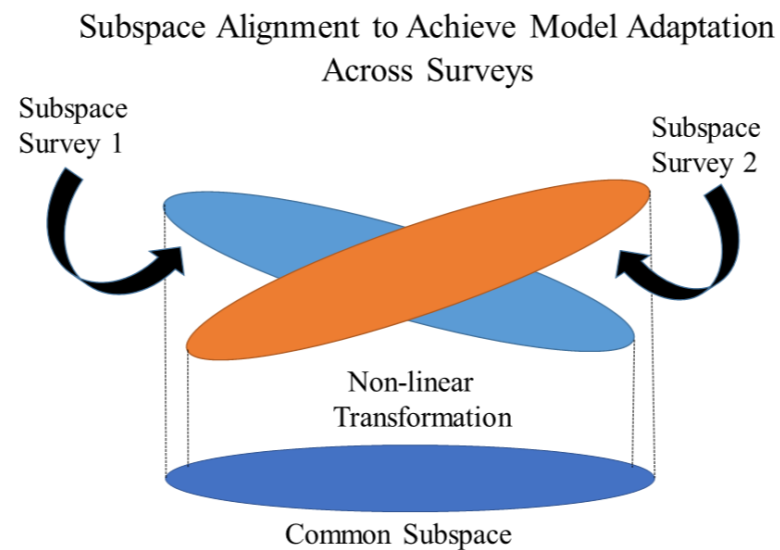 Subspace Alignment to Achieve Model Adaptation
Across Surveys
Subspace
Survey 1
Subspace
Survey 2
Non-linear
Transformation
Common Subspace